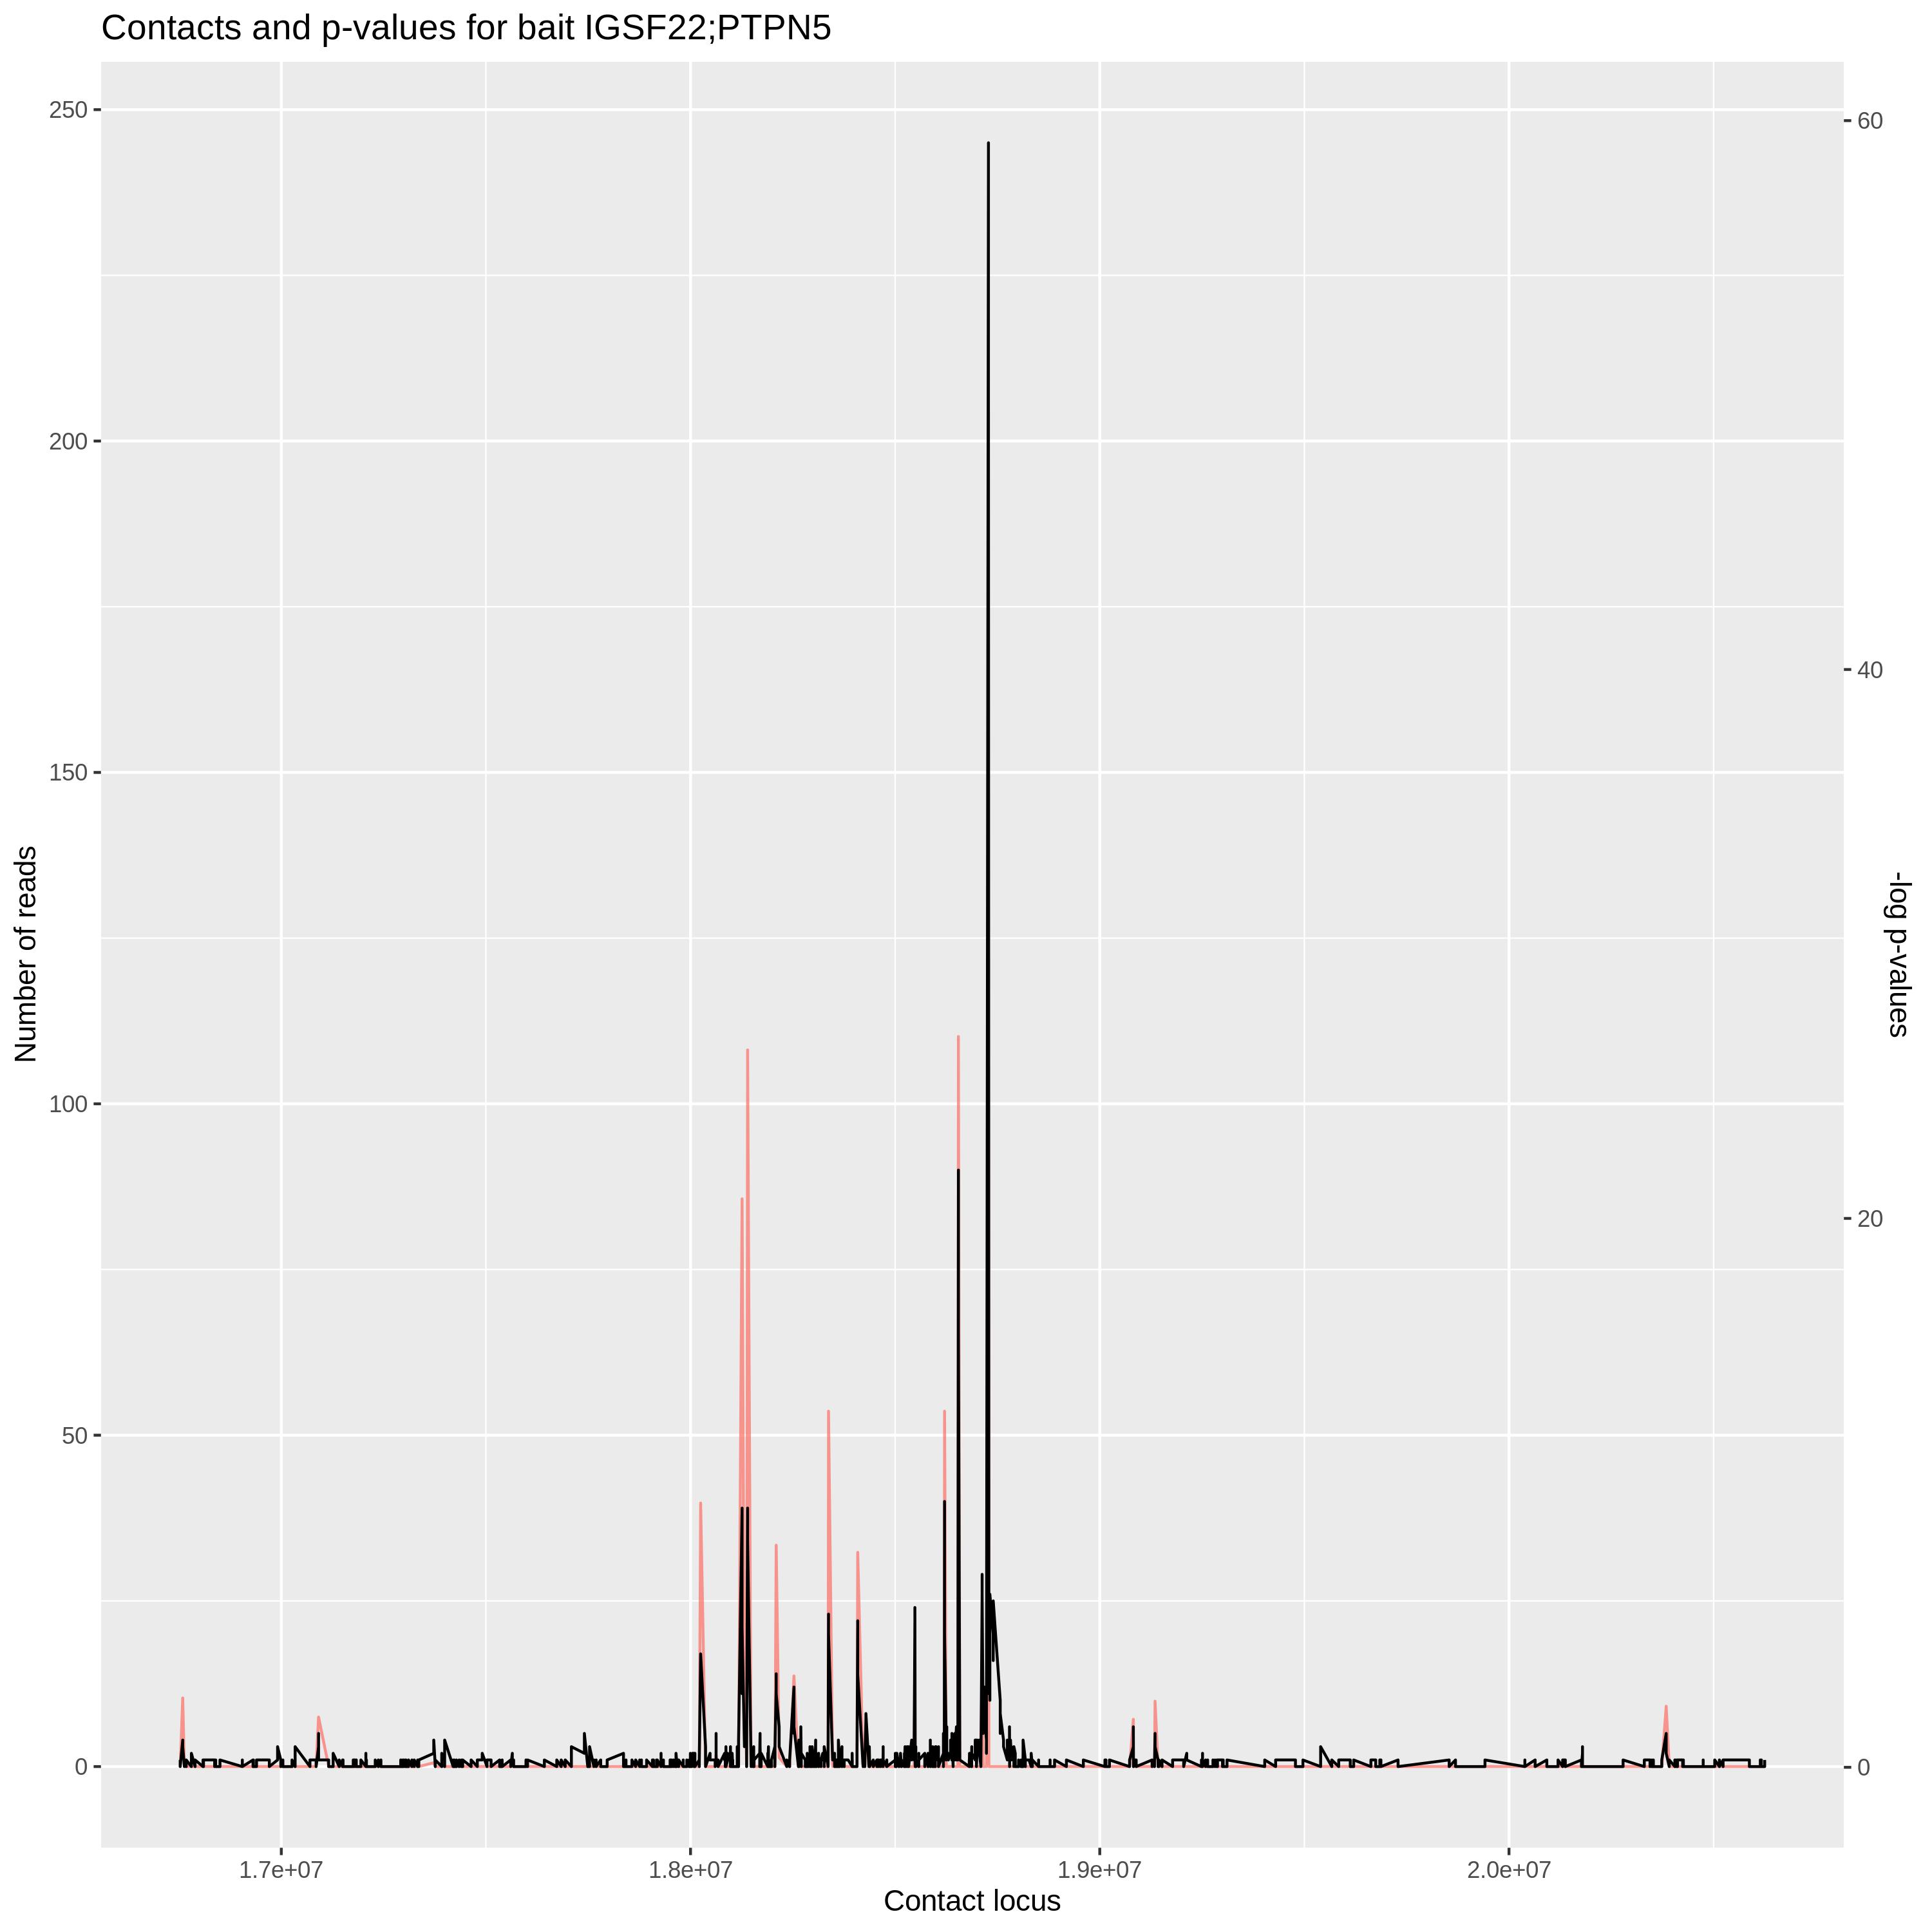 Contacts and p-values for bait IGSF22;PTPN5
250
200
150
100
50
0
Number of reads
60
40
20
0
-log p-values
1.7e+07
1.8e+07
1.9e+07
2.0e+07
Contact locus